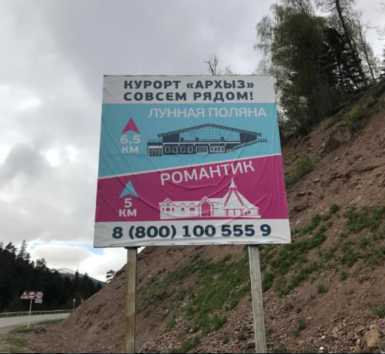 КУРОРТ «АРХЫЗ»
СОВСЕМ РЯДОМ!
ЛУННАЯ ПОЛЯНА
6,5
КМ
РОМАНТИК
5
КМ
8 (800) 100 555 9